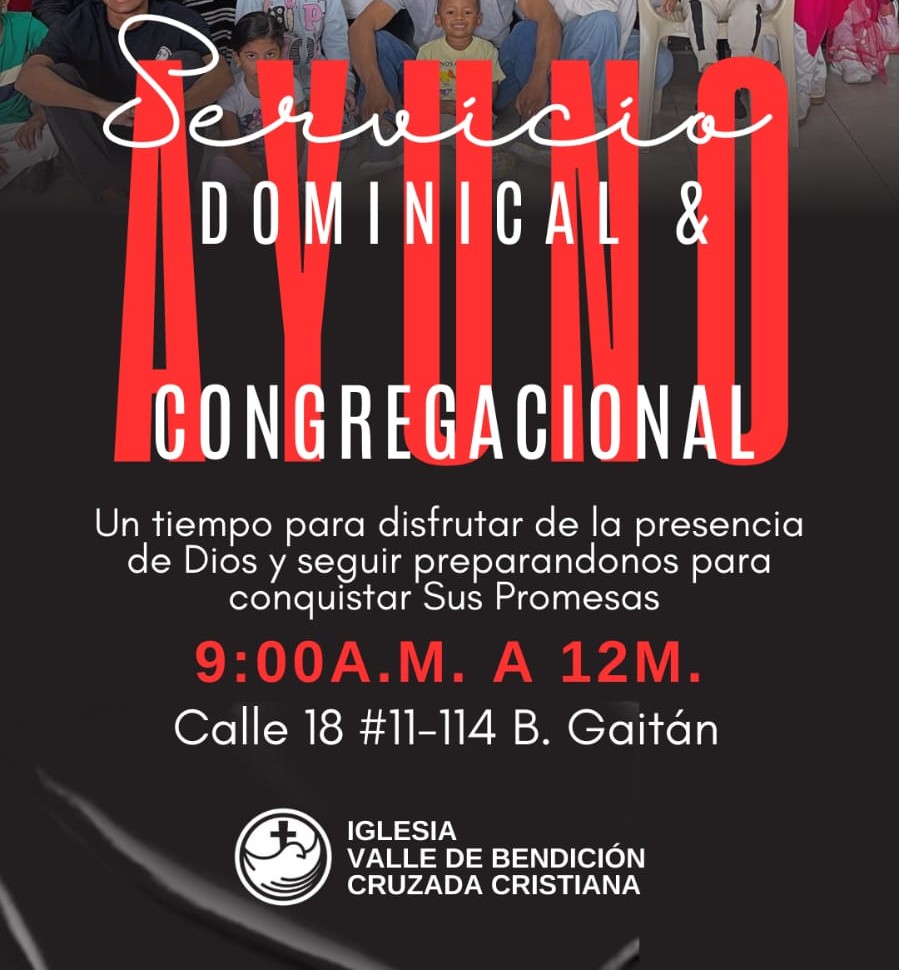 Servicio
DOMINICAL &
AYUNO
CONGREGACIONAL
Un tiempo para disfrutar de la presencia
de Dios y seguir preparandonos para
conquistar Sus Promesas
9:00A.M. A 12M.
Calle 18 #11-114 B. Gaitán
IGLESIA
VALLE DE BENDICIÓN
CRUZADA CRISTIANA